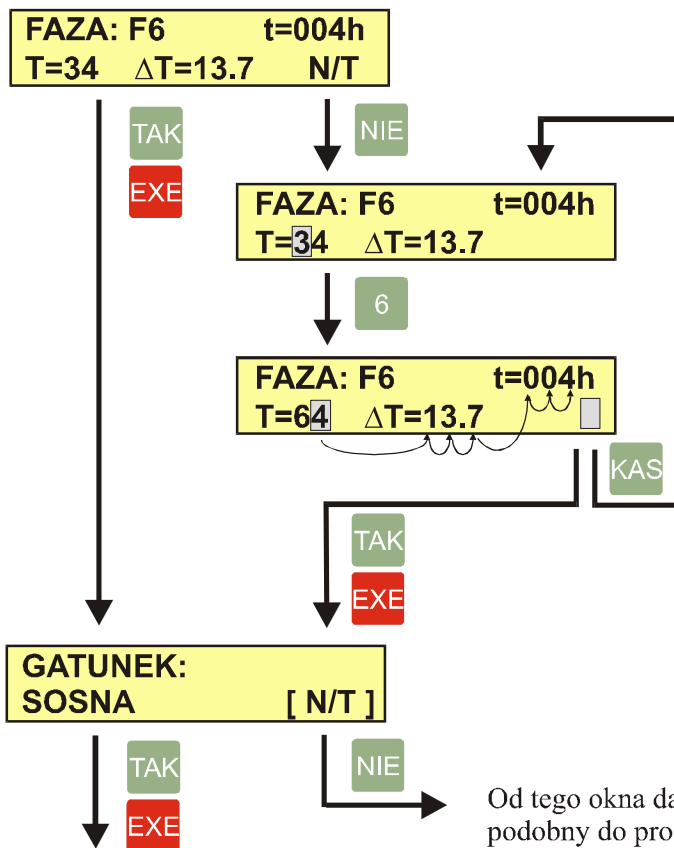 FAZA: F6 t=004h
T=34 ΔT=13.7 N/T
TAK
EXE
NIE
FAZA: F6 t=004h
T=34 ΔT=13.7
6
FAZA: F6 t=004h
T=64 ΔT=13.7
KAS
TAK
EXE
GATUNEK:
SOSNA [ N/T ]
TAK
EXE
NIE
Od tego okna
podobny do